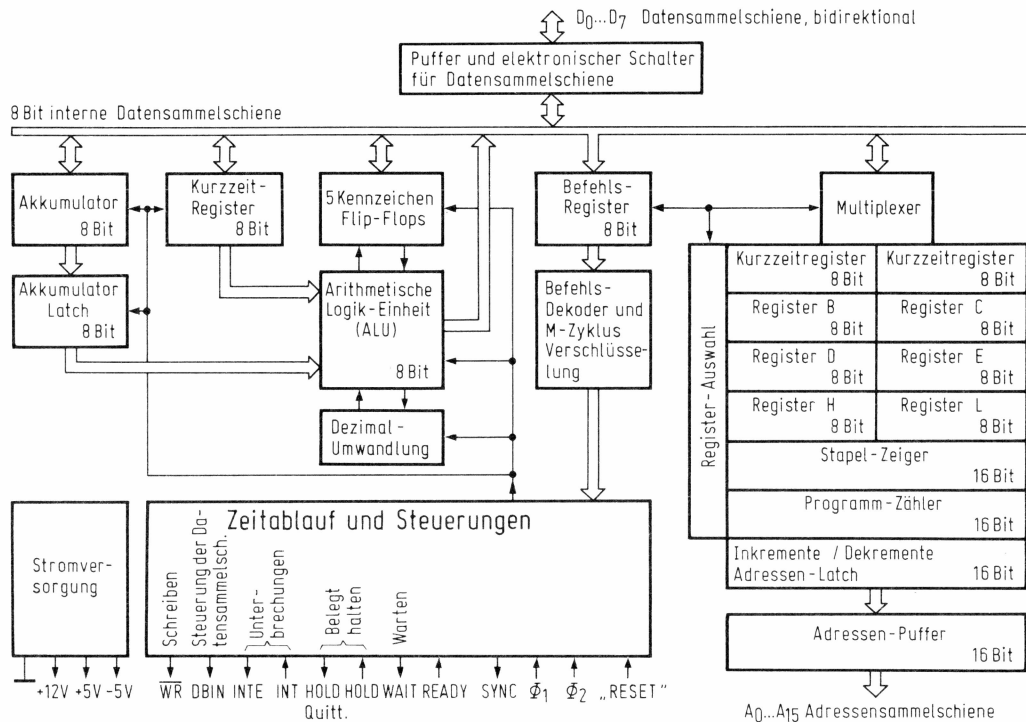 D0...D7 Datensammelschiene, bidirektional
Puffer und elektronischer Schalter
für Datensammelschiene
8 Bit interne Datensammelschiene
Akkumulator
8 Bit
Kurzzeit-
Register
8 Bit
5 Kennzeichen
Flip-Flops
Befehls-
Register
8 Bit
Multiplexer
Akkumulator
Latch
8 Bit
Arithmetische
Logik-Einheit
(ALU)
8 Bit
Befehls-
Dekoder und
M-Zyklus
Verschlüsse-
lung
Dezimal-
Umwandlung
Register-Auswahl
Kurzzeitregister
8 Bit
Kurzzeitregister
8 Bit
Register B
8 Bit
Register C
8 Bit
Register D
8 Bit
Register E
8 Bit
Register H
8 Bit
Register L
8 Bit
Stapel-Zeiger
16 Bit
Programm-Zähler
16 Bit
Inkremente / Dekremente
Adressen-Latch
16 Bit
Adressen-Puffer
16 Bit
A0...A15 Adressensammelschiene
Stromver-
sorgung
+12V +5V -5V
Zeitablauf und Steuerungen
Schreiben
Steuerung der Da-
tensammelsch.
Unter-
brechungen
Belegt
halten
Warten
W̅R̅ DBIN INTE INT HOLD HOLD WAIT READY SYNC Φ1 Φ2 „RESET"
Quitt.